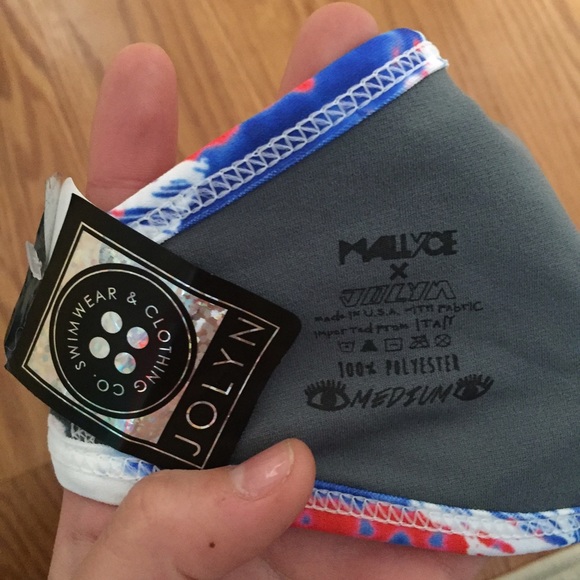 MALLYCE
X
JOLYN
made in U.S.A. with fabric
imported from ITALY
100% POLYESTER
MEDIUM
SWIMWEAR & CLOTHING CO.
JOLYN